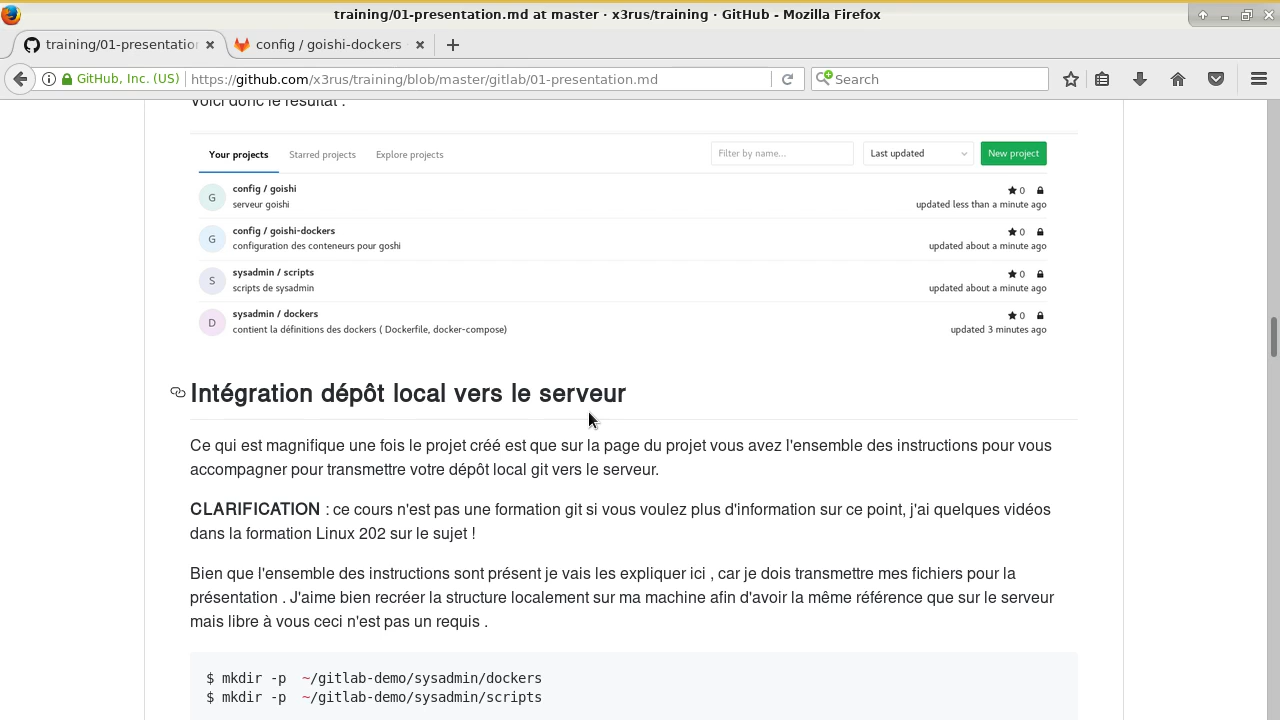 training/01-presentation.md at master · x3rus/training · GitHub - Mozilla Firefox
training/01-presentatio
config / goishi-dockers
GitHub, Inc. (US)
https://github.com/x3rus/training/blob/master/gitlab/01-presentation.md
Search
Voici donc le résultat :
Your projects
Starred projects
Explore projects
Filter by name...
Last updated
New project
G
config / goishi
0
serveur goishi
updated less than a minute ago
G
config / goishi-dockers
0
configuration des conteneurs pour goshi
updated about a minute ago
S
sysadmin / scripts
0
scripts de sysadmin
updated about a minute ago
D
sysadmin / dockers
0
contient la définitions des dockers ( Dockerfile, docker-compose)
updated 3 minutes ago
Intégration dépôt local vers le serveur
Ce qui est magnifique une fois le projet créé est que sur la page du projet vous avez l'ensemble des instructions pour vous
accompagner pour transmettre votre dépôt local git vers le serveur.
CLARIFICATION : ce cours n'est pas une formation git si vous voulez plus d'information sur ce point, j'ai quelques vidéos
dans la formation Linux 202 sur le sujet !
Bien que l'ensemble des instructions sont présent je vais les expliquer ici , car je dois transmettre mes fichiers pour la
présentation . J'aime bien recréer la structure localement sur ma machine afin d'avoir la même référence que sur le serveur
mais libre à vous ceci n'est pas un requis .
$ mkdir -p  ~/gitlab-demo/sysadmin/dockers
$ mkdir -p  ~/gitlab-demo/sysadmin/scripts